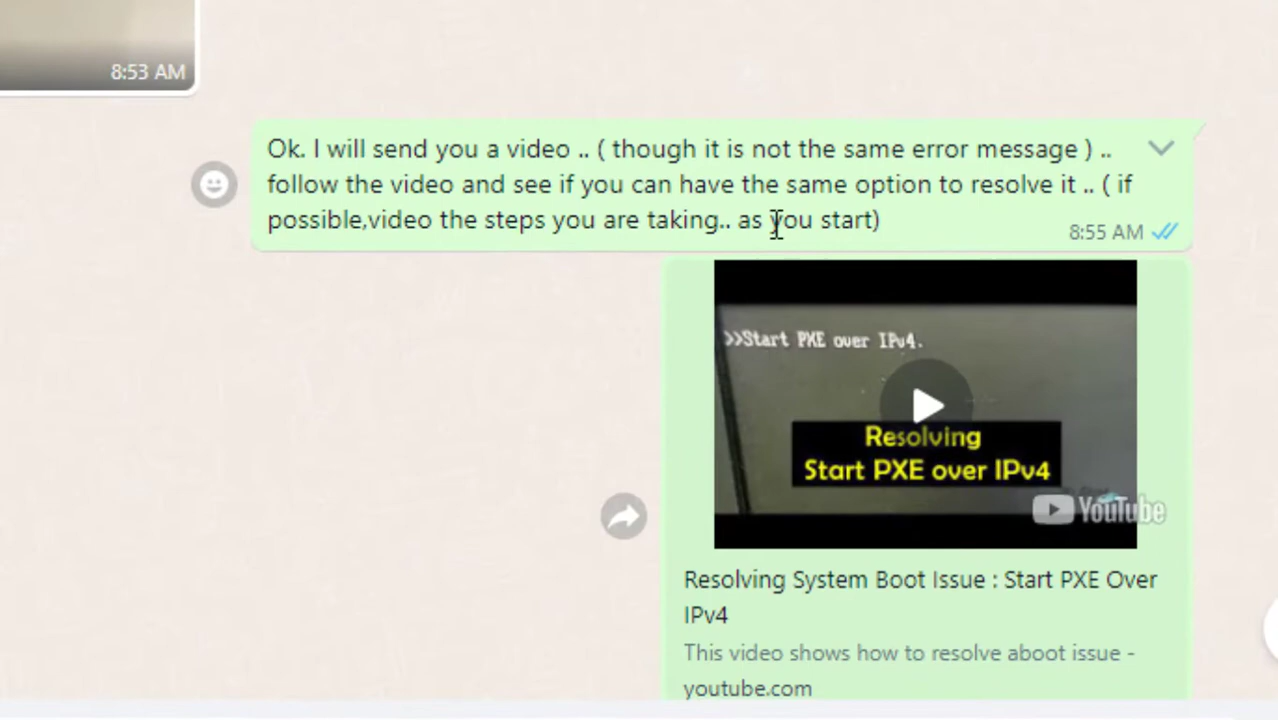 8:53 AM
Ok. I will send you a video .. ( though it is not the same error message ) ..
follow the video and see if you can have the same option to resolve it .. ( if
possible,video the steps you are taking.. as you start)
8:55 AM
>>Start PXE over IPv4.
Resolving
Start PXE over IPv4
YouTube
Resolving System Boot Issue : Start PXE Over
IPv4
This video shows how to resolve aboot issue -
youtube.com